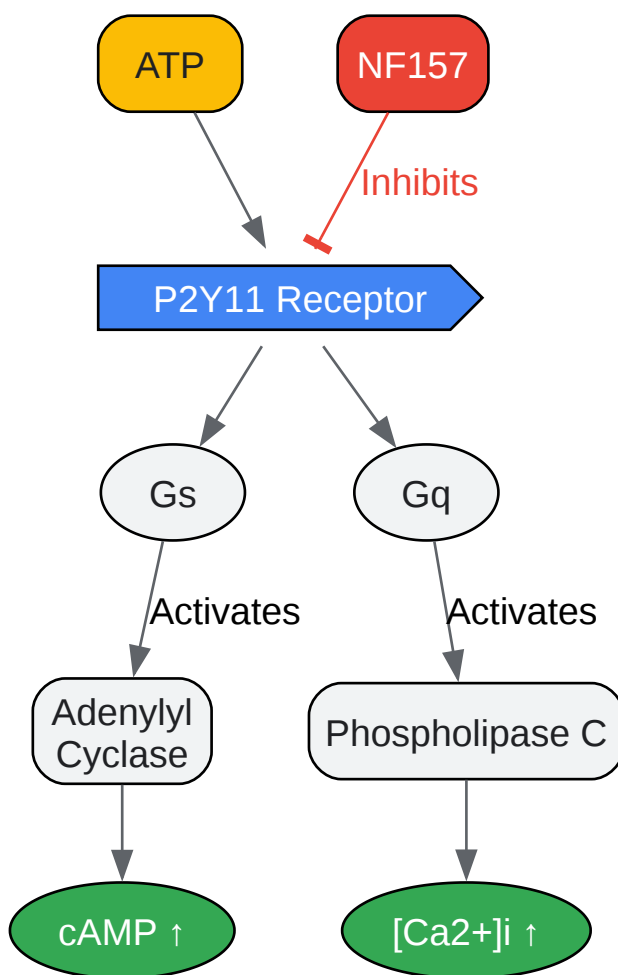 ATP
NF157
Inhibits
P2Y11 Receptor
Gs
Gq
Activates
Activates
Adenylyl
Cyclase
Phospholipase C
cAMP ↑
[Ca2+]i ↑